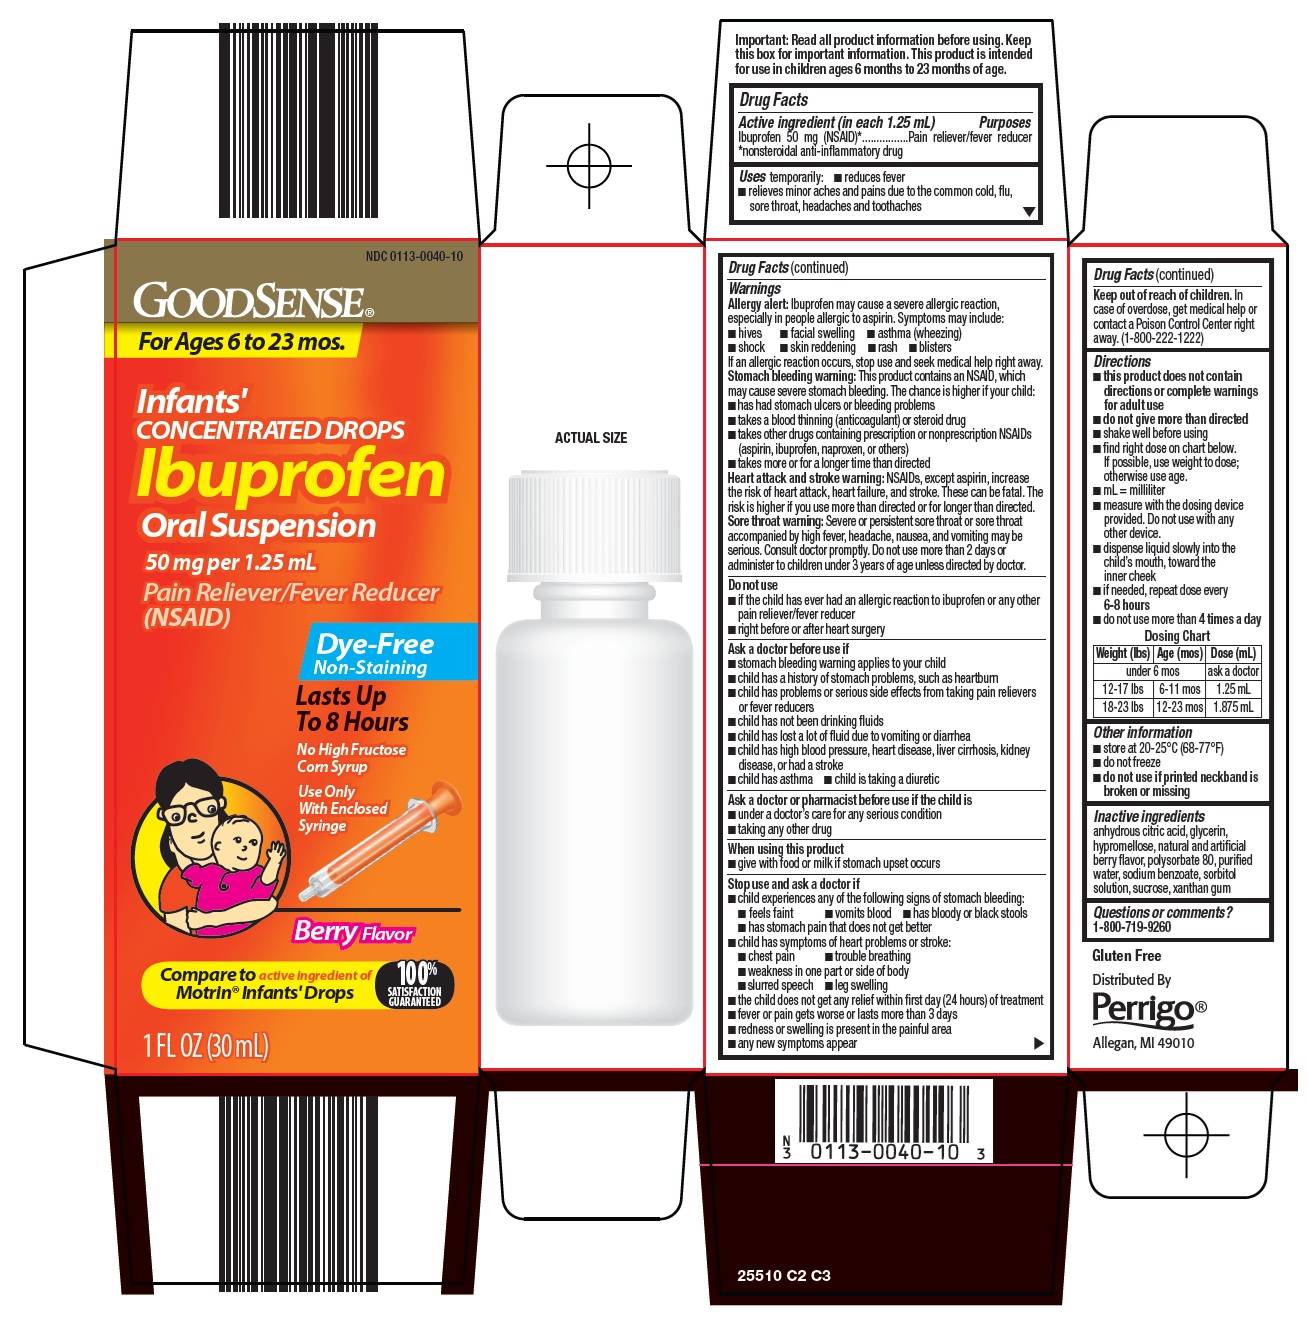 NDC 0113-0040-10
GOODSENSE®
For Ages 6 to 23 mos.
Infants'
CONCENTRATED DROPS
Ibuprofen
Oral Suspension
50 mg per 1.25 mL
Pain Reliever/Fever Reducer
(NSAID)
Dye-Free
Non-Staining
Lasts Up
To 8 Hours
No High Fructose
Corn Syrup
Use Only
With Enclosed
Syringe
Berry Flavor
Compare to active ingredient of
Motrin® Infants' Drops
100%
SATISFACTION
GUARANTEED
1 FL OZ (30 mL)
ACTUAL SIZE
Important: Read all product information before using. Keep
this box for important information. This product is intended
for use in children ages 6 months to 23 months of age.
Drug Facts
Active ingredient (in each 1.25 mL) Purposes
Ibuprofen 50 mg (NSAID)*................Pain reliever/fever reducer
*nonsteroidal anti-inflammatory drug
Uses temporarily: ■ reduces fever
■ relieves minor aches and pains due to the common cold, flu,
sore throat, headaches and toothaches
Drug Facts (continued)
Warnings
Allergy alert: Ibuprofen may cause a severe allergic reaction,
especially in people allergic to aspirin. Symptoms may include:
■ hives ■ facial swelling ■ asthma (wheezing)
■ shock ■ skin reddening ■ rash ■ blisters
If an allergic reaction occurs, stop use and seek medical help right away.
Stomach bleeding warning: This product contains an NSAID, which
may cause severe stomach bleeding. The chance is higher if your child:
■ has had stomach ulcers or bleeding problems
■ takes a blood thinning (anticoagulant) or steroid drug
■ takes other drugs containing prescription or nonprescription NSAIDs
(aspirin, ibuprofen, naproxen, or others)
■ takes more or for a longer time than directed
Heart attack and stroke warning: NSAIDs, except aspirin, increase
the risk of heart attack, heart failure, and stroke. These can be fatal. The
risk is higher if you use more than directed or for longer than directed.
Sore throat warning: Severe or persistent sore throat or sore throat
accompanied by high fever, headache, nausea, and vomiting may be
serious. Consult doctor promptly. Do not use more than 2 days or
administer to children under 3 years of age unless directed by doctor.
Do not use
■ if the child has ever had an allergic reaction to ibuprofen or any other
pain reliever/fever reducer
■ right before or after heart surgery
Ask a doctor before use if
■ stomach bleeding warning applies to your child
■ child has a history of stomach problems, such as heartburn
■ child has problems or serious side effects from taking pain relievers
or fever reducers
■ child has not been drinking fluids
■ child has lost a lot of fluid due to vomiting or diarrhea
■ child has high blood pressure, heart disease, liver cirrhosis, kidney
disease, or had a stroke
■ child has asthma ■ child is taking a diuretic
Ask a doctor or pharmacist before use if the child is
■ under a doctor's care for any serious condition
■ taking any other drug
When using this product
■ give with food or milk if stomach upset occurs
Stop use and ask a doctor if
■ child experiences any of the following signs of stomach bleeding:
■ feels faint ■ vomits blood ■ has bloody or black stools
■ has stomach pain that does not get better
■ child has symptoms of heart problems or stroke:
■ chest pain ■ trouble breathing
■ weakness in one part or side of body
■ slurred speech ■ leg swelling
■ the child does not get any relief within first day (24 hours) of treatment
■ fever or pain gets worse or lasts more than 3 days
■ redness or swelling is present in the painful area
■ any new symptoms appear
N
3 0113-0040-10 3
25510 C2 C3
Drug Facts (continued)
Keep out of reach of children. In
case of overdose, get medical help or
contact a Poison Control Center right
away. (1-800-222-1222)
Directions
■ this product does not contain
directions or complete warnings
for adult use
■ do not give more than directed
■ shake well before using
■ find right dose on chart below.
If possible, use weight to dose;
otherwise use age.
■ mL = milliliter
■ measure with the dosing device
provided. Do not use with any
other device.
■ dispense liquid slowly into the
child's mouth, toward the
inner cheek
■ if needed, repeat dose every
6-8 hours
■ do not use more than 4 times a day
Dosing Chart
Weight (lbs) Age (mos) Dose (mL)
under 6 mos ask a doctor
12-17 lbs 6-11 mos 1.25 mL
18-23 lbs 12-23 mos 1.875 mL
Other information
■ store at 20-25°C (68-77°F)
■ do not freeze
■ do not use if printed neckband is
broken or missing
Inactive ingredients
anhydrous citric acid, glycerin,
hypromellose, natural and artificial
berry flavor, polysorbate 80, purified
water, sodium benzoate, sorbitol
solution, sucrose, xanthan gum
Questions or comments?
1-800-719-9260
Gluten Free
Distributed By
Perrigo®
Allegan, MI 49010